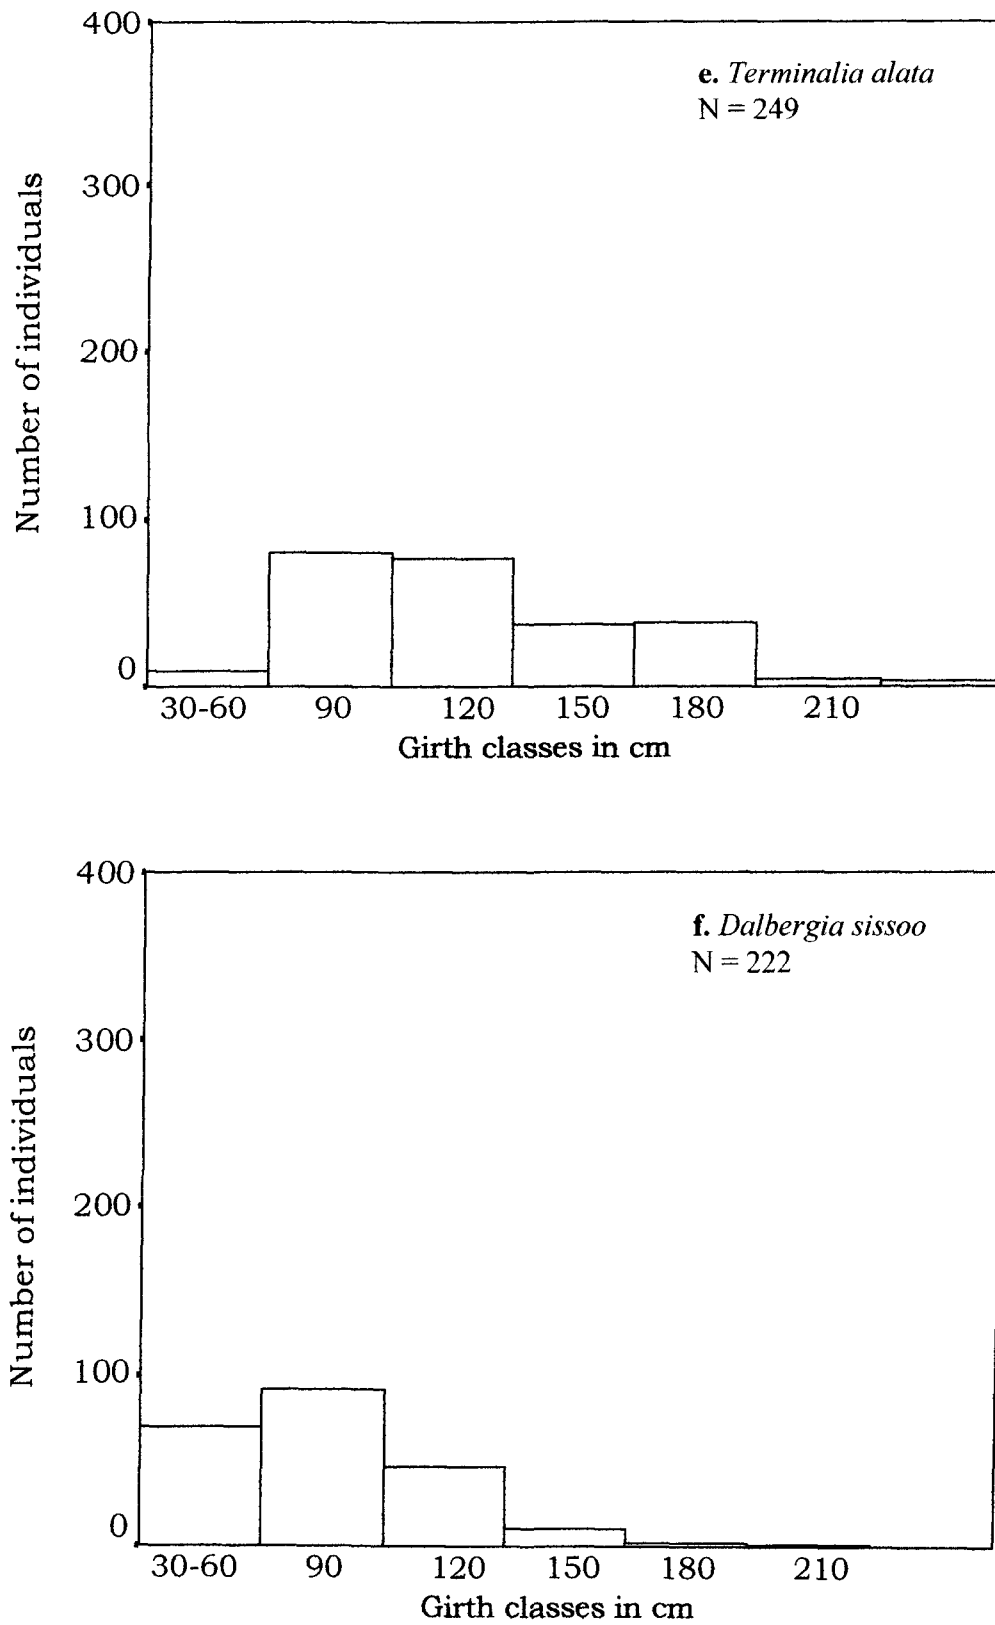 400
e. Terminalia alata
N = 249
300
Number of individuals
200
100
0
30-60 90 120 150 180 210
Girth classes in cm
400
f. Dalbergia sissoo
N = 222
300
Number of individuals
200
100
0
30-60 90 120 150 180 210
Girth classes in cm